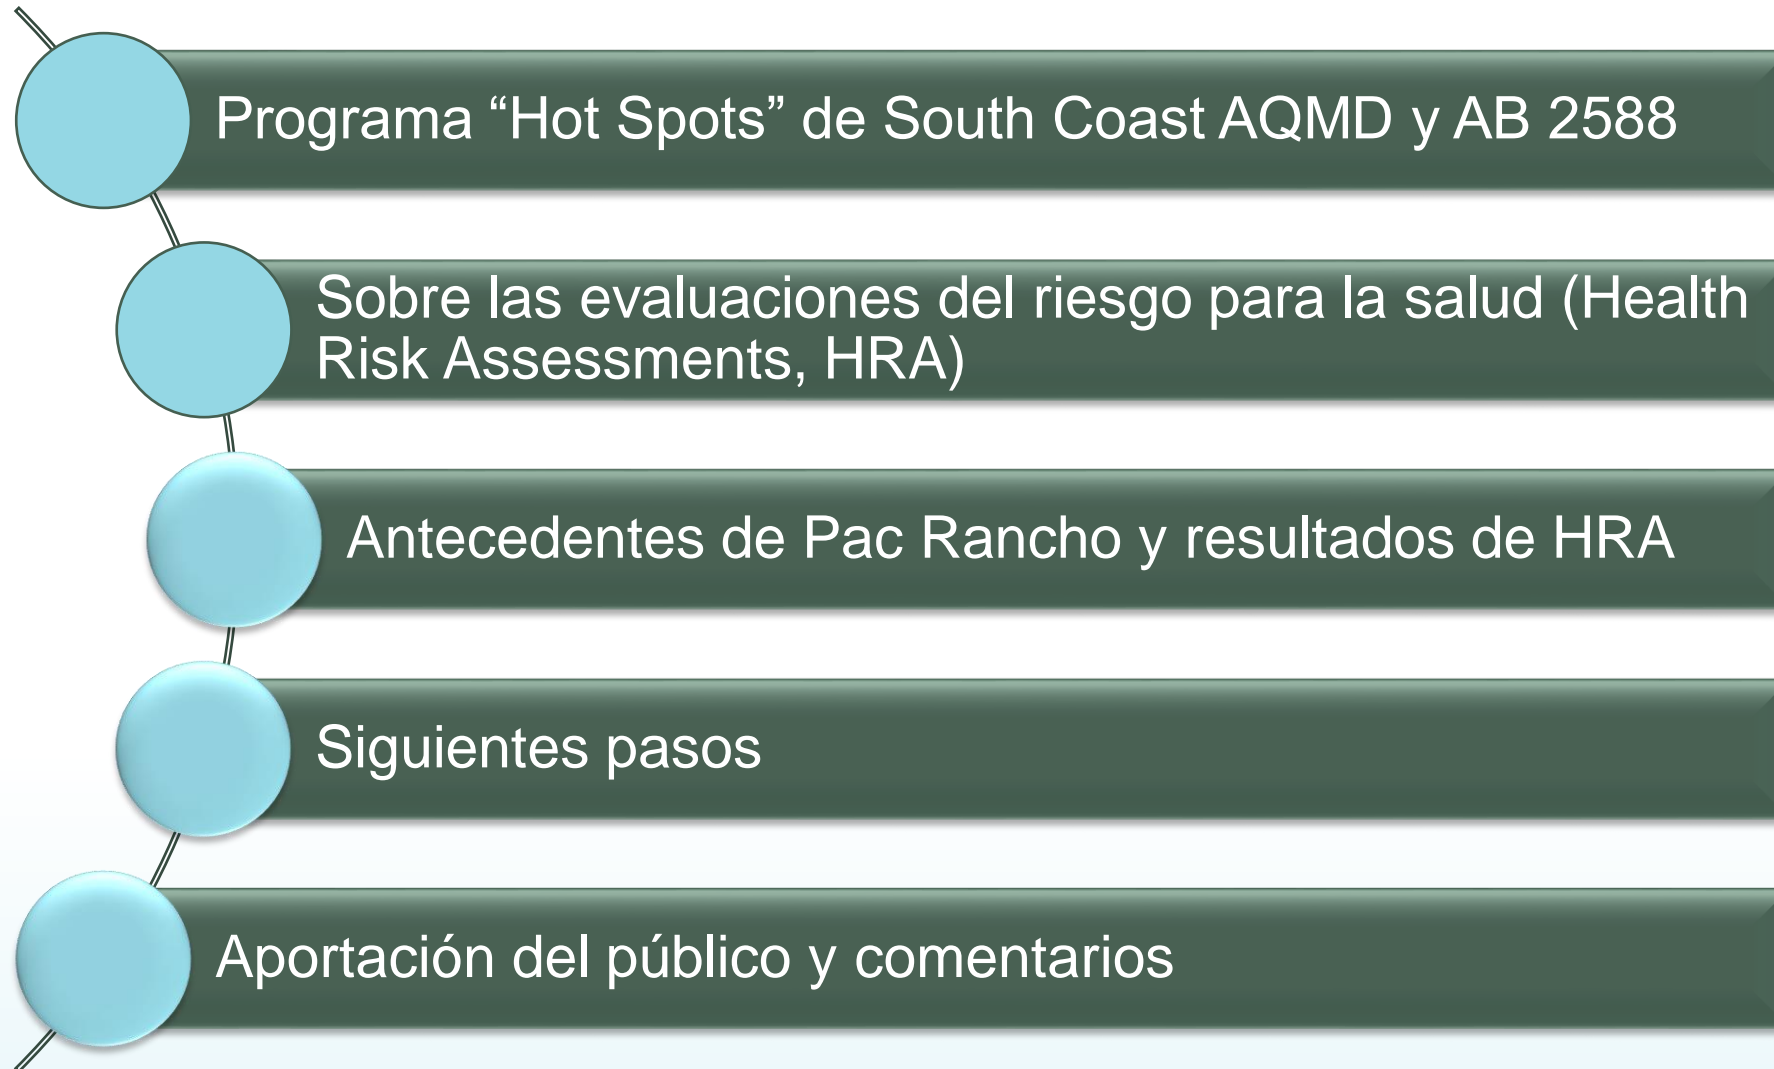 Programa “Hot Spots” de South Coast AQMD y AB 2588
Sobre las evaluaciones del riesgo para la salud (Health
Risk Assessments, HRA)
Antecedentes de Pac Rancho y resultados de HRA
Siguientes pasos
Aportación del público y comentarios